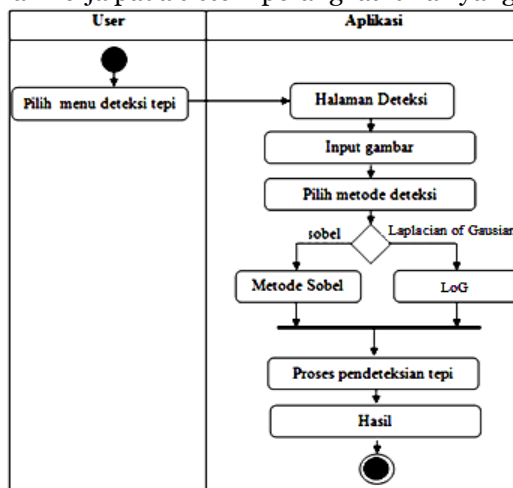 User
Aplikasi
Pilih menu deteksi tepi
Halaman Deteksi
Input gambar
Pilih metode deteksi
sobel
Laplacian of Gausian
Metode Sobel
LoG
Proses pendeteksian tepi
Hasil